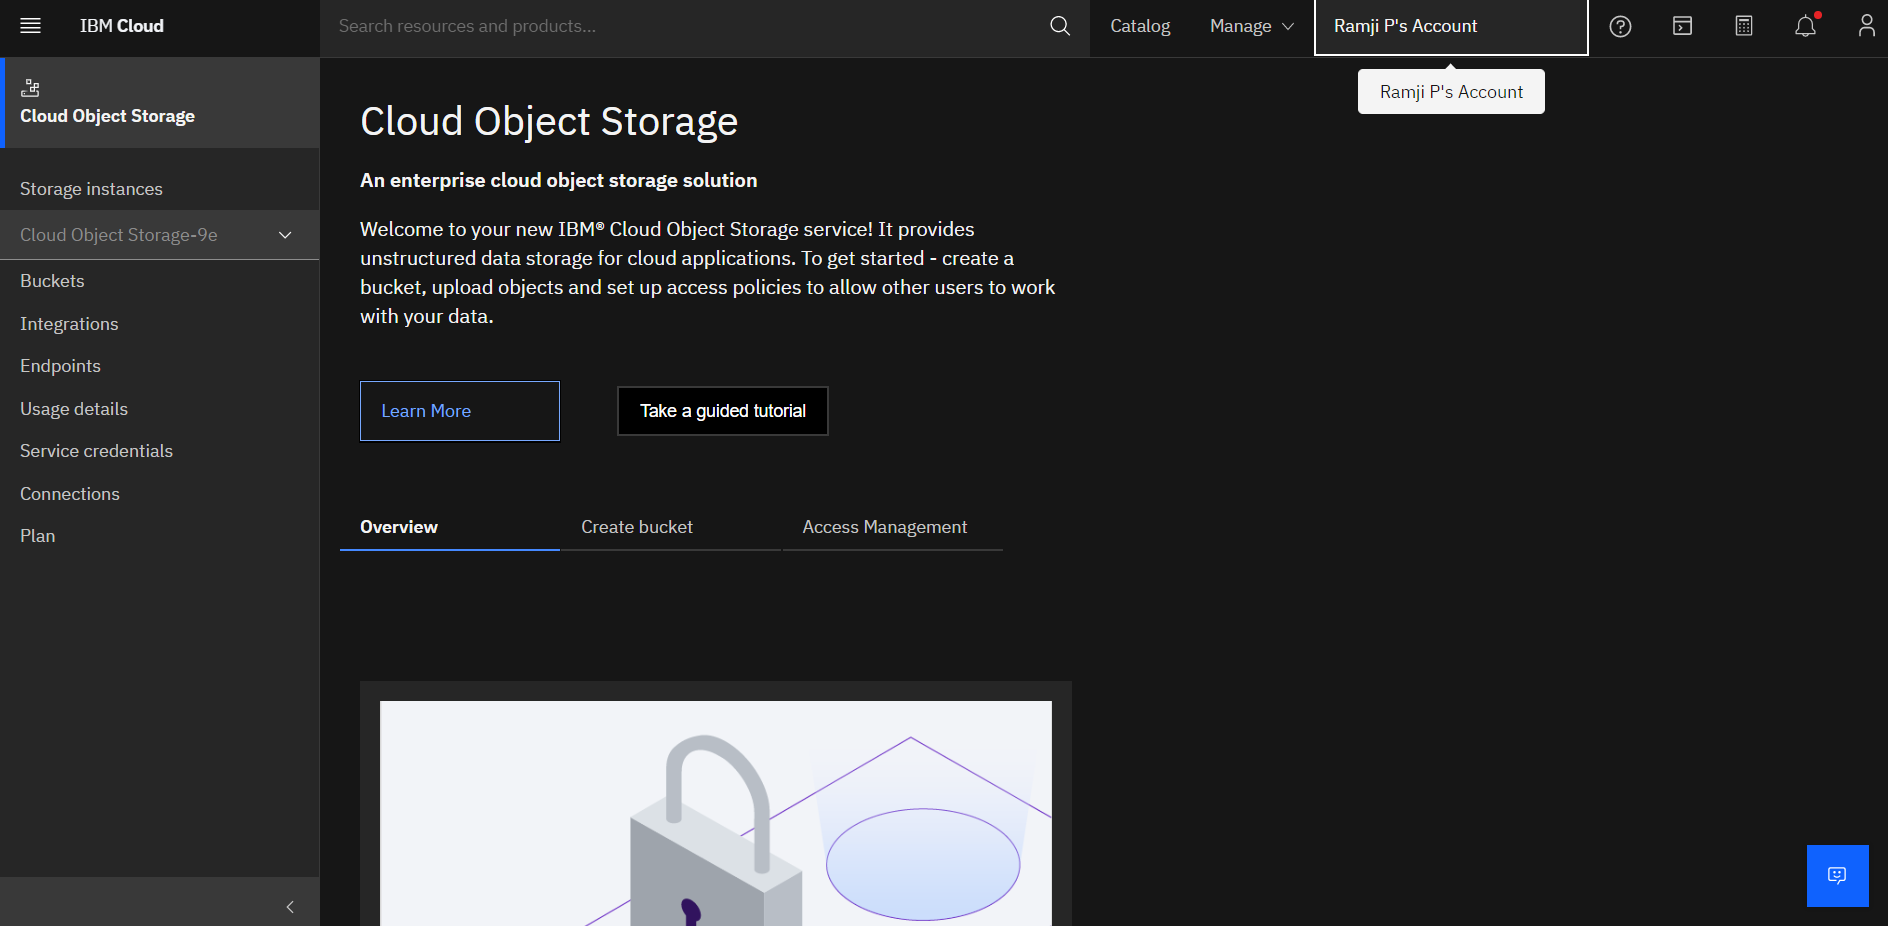 IBM Cloud
Search resources and products...
Catalog
Manage
Ramji P's Account
Ramji P's Account
Cloud Object Storage
Storage instances
Cloud Object Storage-9e
Buckets
Integrations
Endpoints
Usage details
Service credentials
Connections
Plan
Cloud Object Storage
An enterprise cloud object storage solution
Welcome to your new IBM® Cloud Object Storage service! It provides
unstructured data storage for cloud applications. To get started - create a
bucket, upload objects and set up access policies to allow other users to work
with your data.
Learn More
Take a guided tutorial
Overview
Create bucket
Access Management